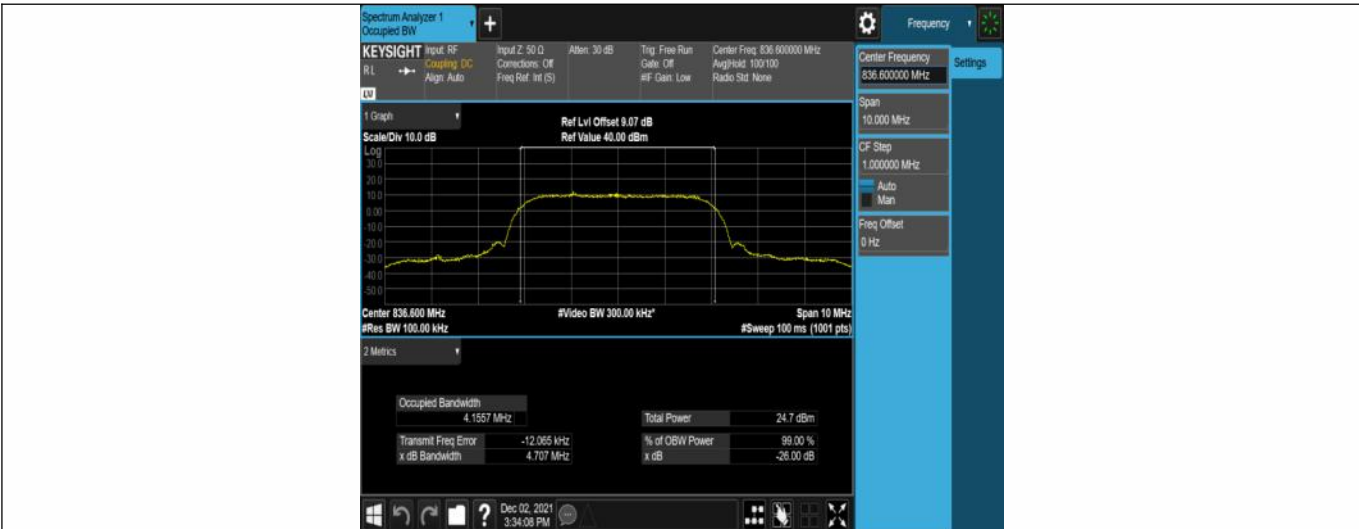 Spectrum Analyzer 1
Occupied BW
+
Frequency
KEYSIGHT
R L
LV
Input: RF
Coupling: DC
Align: Auto
Input Z: 50 Ω
Corrections: Off
Freq Ref: Int (S)
Atten: 30 dB
Trig: Free Run
Gate: Off
#IF Gain: Low
Center Freq: 836.600000 MHz
Avg|Hold: 100/100
Radio Std: None
Center Frequency
836.600000 MHz
Settings
Span
10.000 MHz
CF Step
1.000000 MHz
Auto
Man
Freq Offset
0 Hz
1 Graph
Scale/Div 10.0 dB
Ref Lvl Offset 9.07 dB
Ref Value 40.00 dBm
Log
30.0
20.0
10.0
0.00
-10.0
-20.0
-30.0
-40.0
-50.0
Center 836.600 MHz
#Video BW 300.00 kHz*
Span 10 MHz
#Res BW 100.00 kHz
#Sweep 100 ms (1001 pts)
2 Metrics
Occupied Bandwidth
4.1557 MHz
Total Power 24.7 dBm
Transmit Freq Error -12.065 kHz
% of OBW Power 99.00 %
x dB Bandwidth 4.707 MHz
x dB -26.00 dB
?
Dec 02, 2021
3:34:08 PM